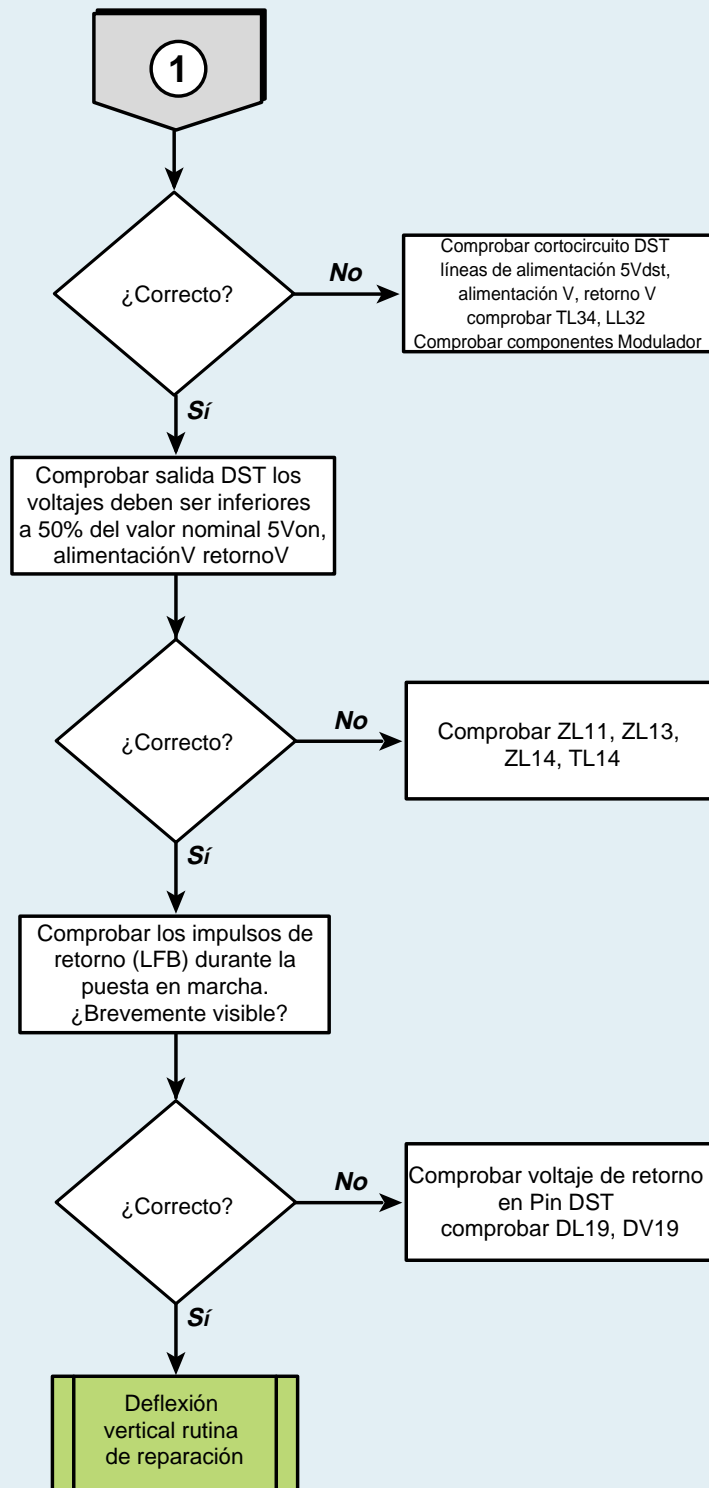 1
¿Correcto?
No
Comprobar cortocircuito DST
líneas de alimentación 5Vdst,
alimentación V, retorno V
comprobar TL34, LL32
Comprobar componentes Modulador
Sí
Comprobar salida DST los
voltajes deben ser inferiores
a 50% del valor nominal 5Von,
alimentaciónV retornoV
¿Correcto?
No
Comprobar ZL11, ZL13,
ZL14, TL14
Sí
Comprobar los impulsos de
retorno (LFB) durante la
puesta en marcha.
¿Brevemente visible?
¿Correcto?
No
Comprobar voltaje de retorno
en Pin DST
comprobar DL19, DV19
Sí
Deflexión
vertical rutina
de reparación